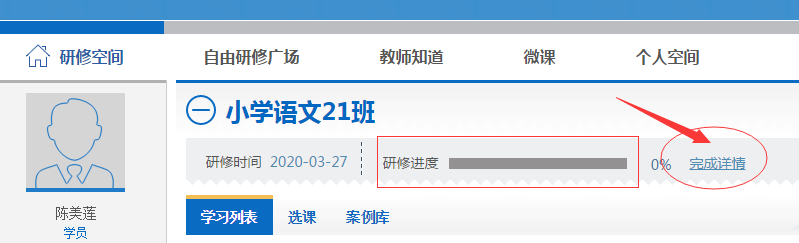 研修空间 自由研修广场 教师知道 微课 个人空间
小学语文21班
研修时间 2020-03-27 研修进度 0% 完成详情
陈美莲
学员
学习列表 选课 案例库